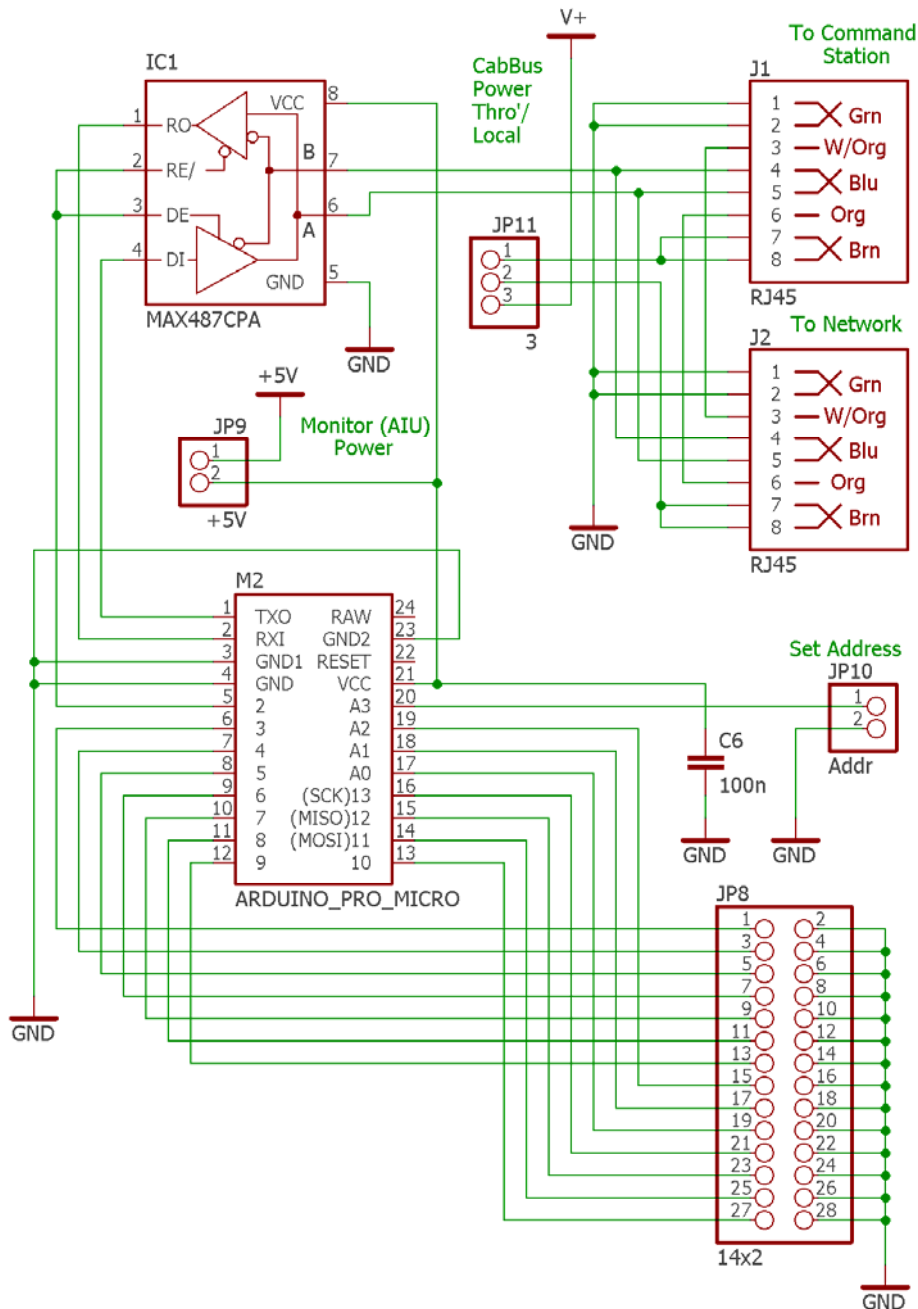 V+
To Command
Station
IC1
CabBus
Power
Thro'/
Local
J1
1 RO
2 RE/
3 DE
4 DI
VCC 8
B 7
A 6
GND 5
MAX487CPA
GND
1 Grn
2
3 W/Org
4 Blu
5
6 Org
7 Brn
8
RJ45
JP11
1
2
3
3
To Network
J2
1 Grn
2
3 W/Org
4 Blu
5
6 Org
7 Brn
8
RJ45
GND
+5V
JP9
1
2
+5V
Monitor (AIU)
Power
M2
1 TXO RAW 24
2 RXI GND2 23
3 GND1 RESET 22
4 GND VCC 21
5 2 A3 20
6 3 A2 19
7 4 A1 18
8 5 A0 17
9 6 (SCK)13 16
10 7 (MISO)12 15
11 8 (MOSI)11 14
12 9 10 13
ARDUINO_PRO_MICRO
Set Address
JP10
1
2
Addr
C6
100n
GND
GND
GND
JP8
1 2
3 4
5 6
7 8
9 10
11 12
13 14
15 16
17 18
19 20
21 22
23 24
25 26
27 28
14x2
GND